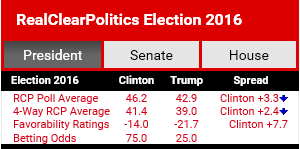 RealClearPolitics Election 2016
President Senate House
Election 2016 Clinton Trump Spread
RCP Poll Average 46.2 42.9 Clinton +3.3
4-Way RCP Average 41.4 39.0 Clinton +2.4
Favorability Ratings -14.0 -21.7 Clinton +7.7
Betting Odds 75.0 25.0